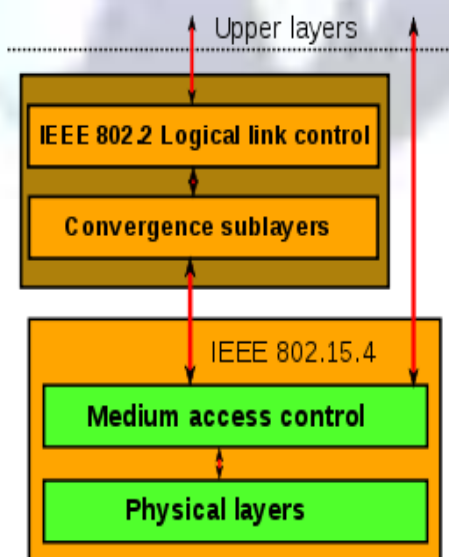 Upper layers
IEEE 802.2 Logical link control
Convergence sublayers
IEEE 802.15.4
Medium access control
Physical layers